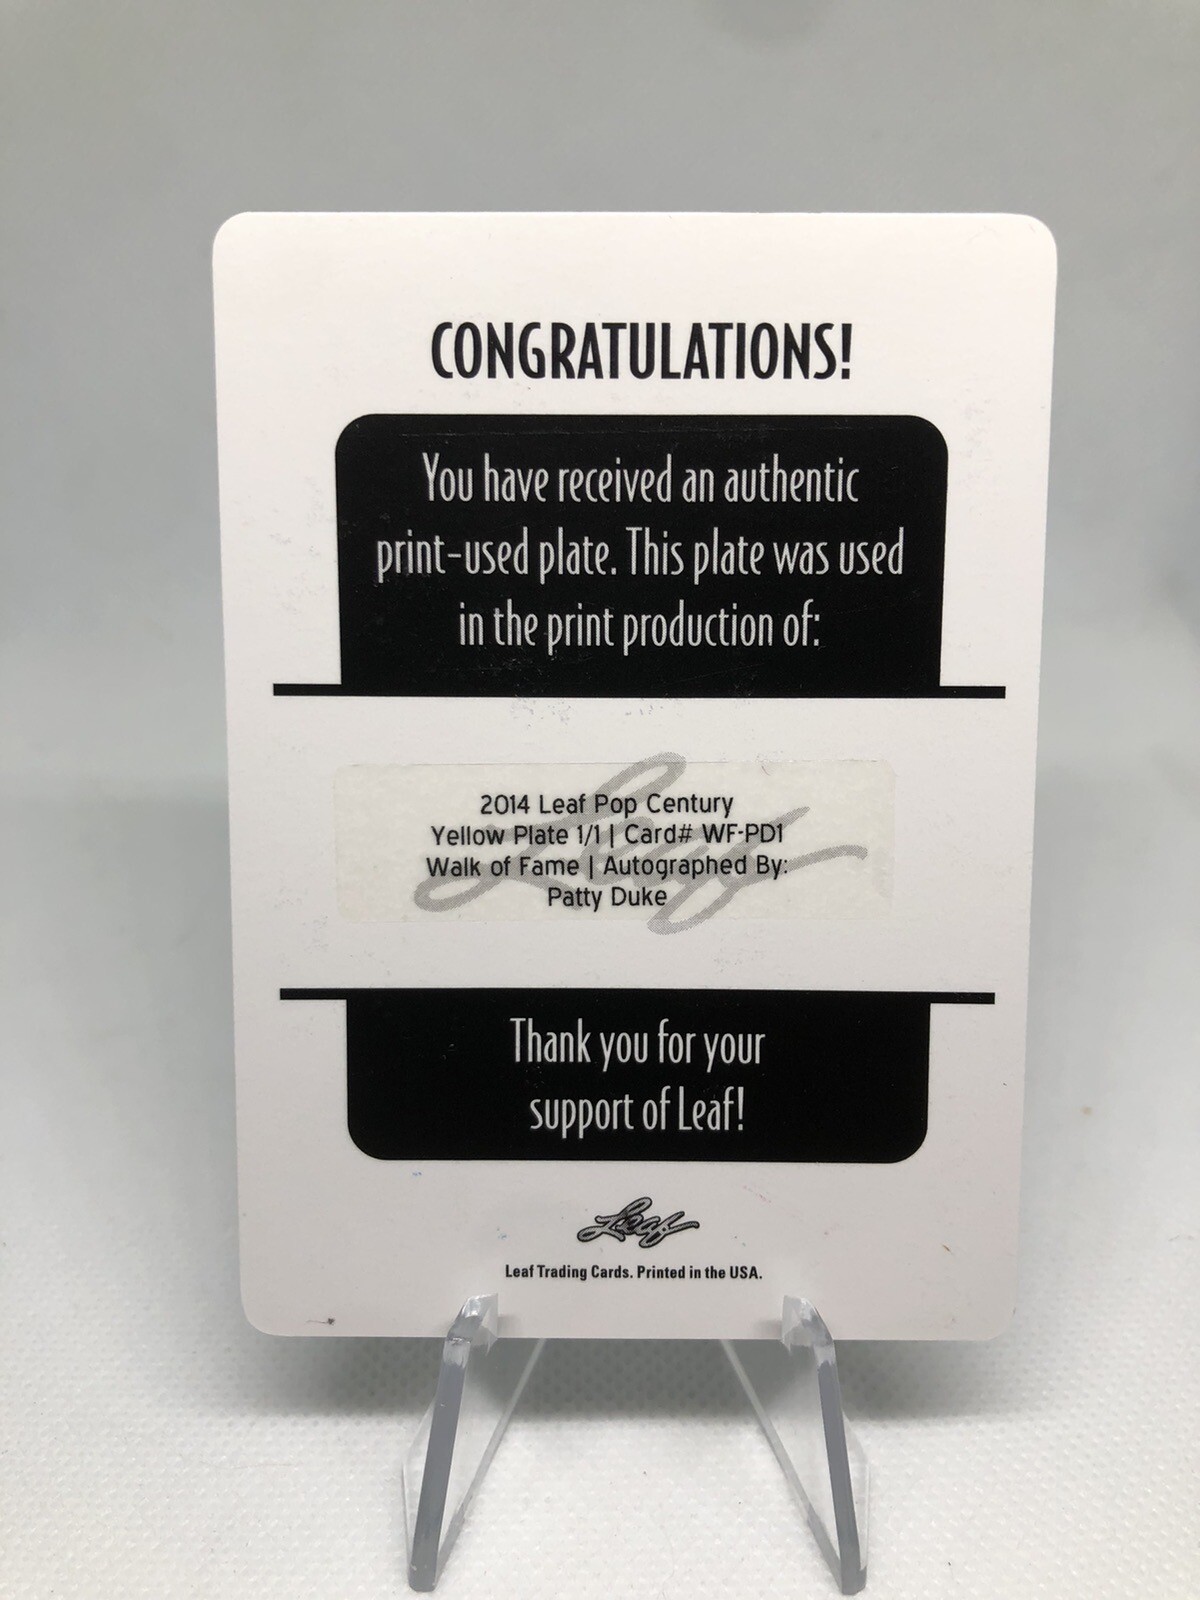 CONGRATULATIONS!
You have received an authentic
print-used plate. This plate was used
in the print production of:
Leaf
2014 Leaf Pop Century
Yellow Plate 1/1 | Card# WF-PD1
Walk of Fame | Autographed By:
Patty Duke
Thank you for your
support of Leaf!
Leaf
Leaf Trading Cards. Printed in the USA.